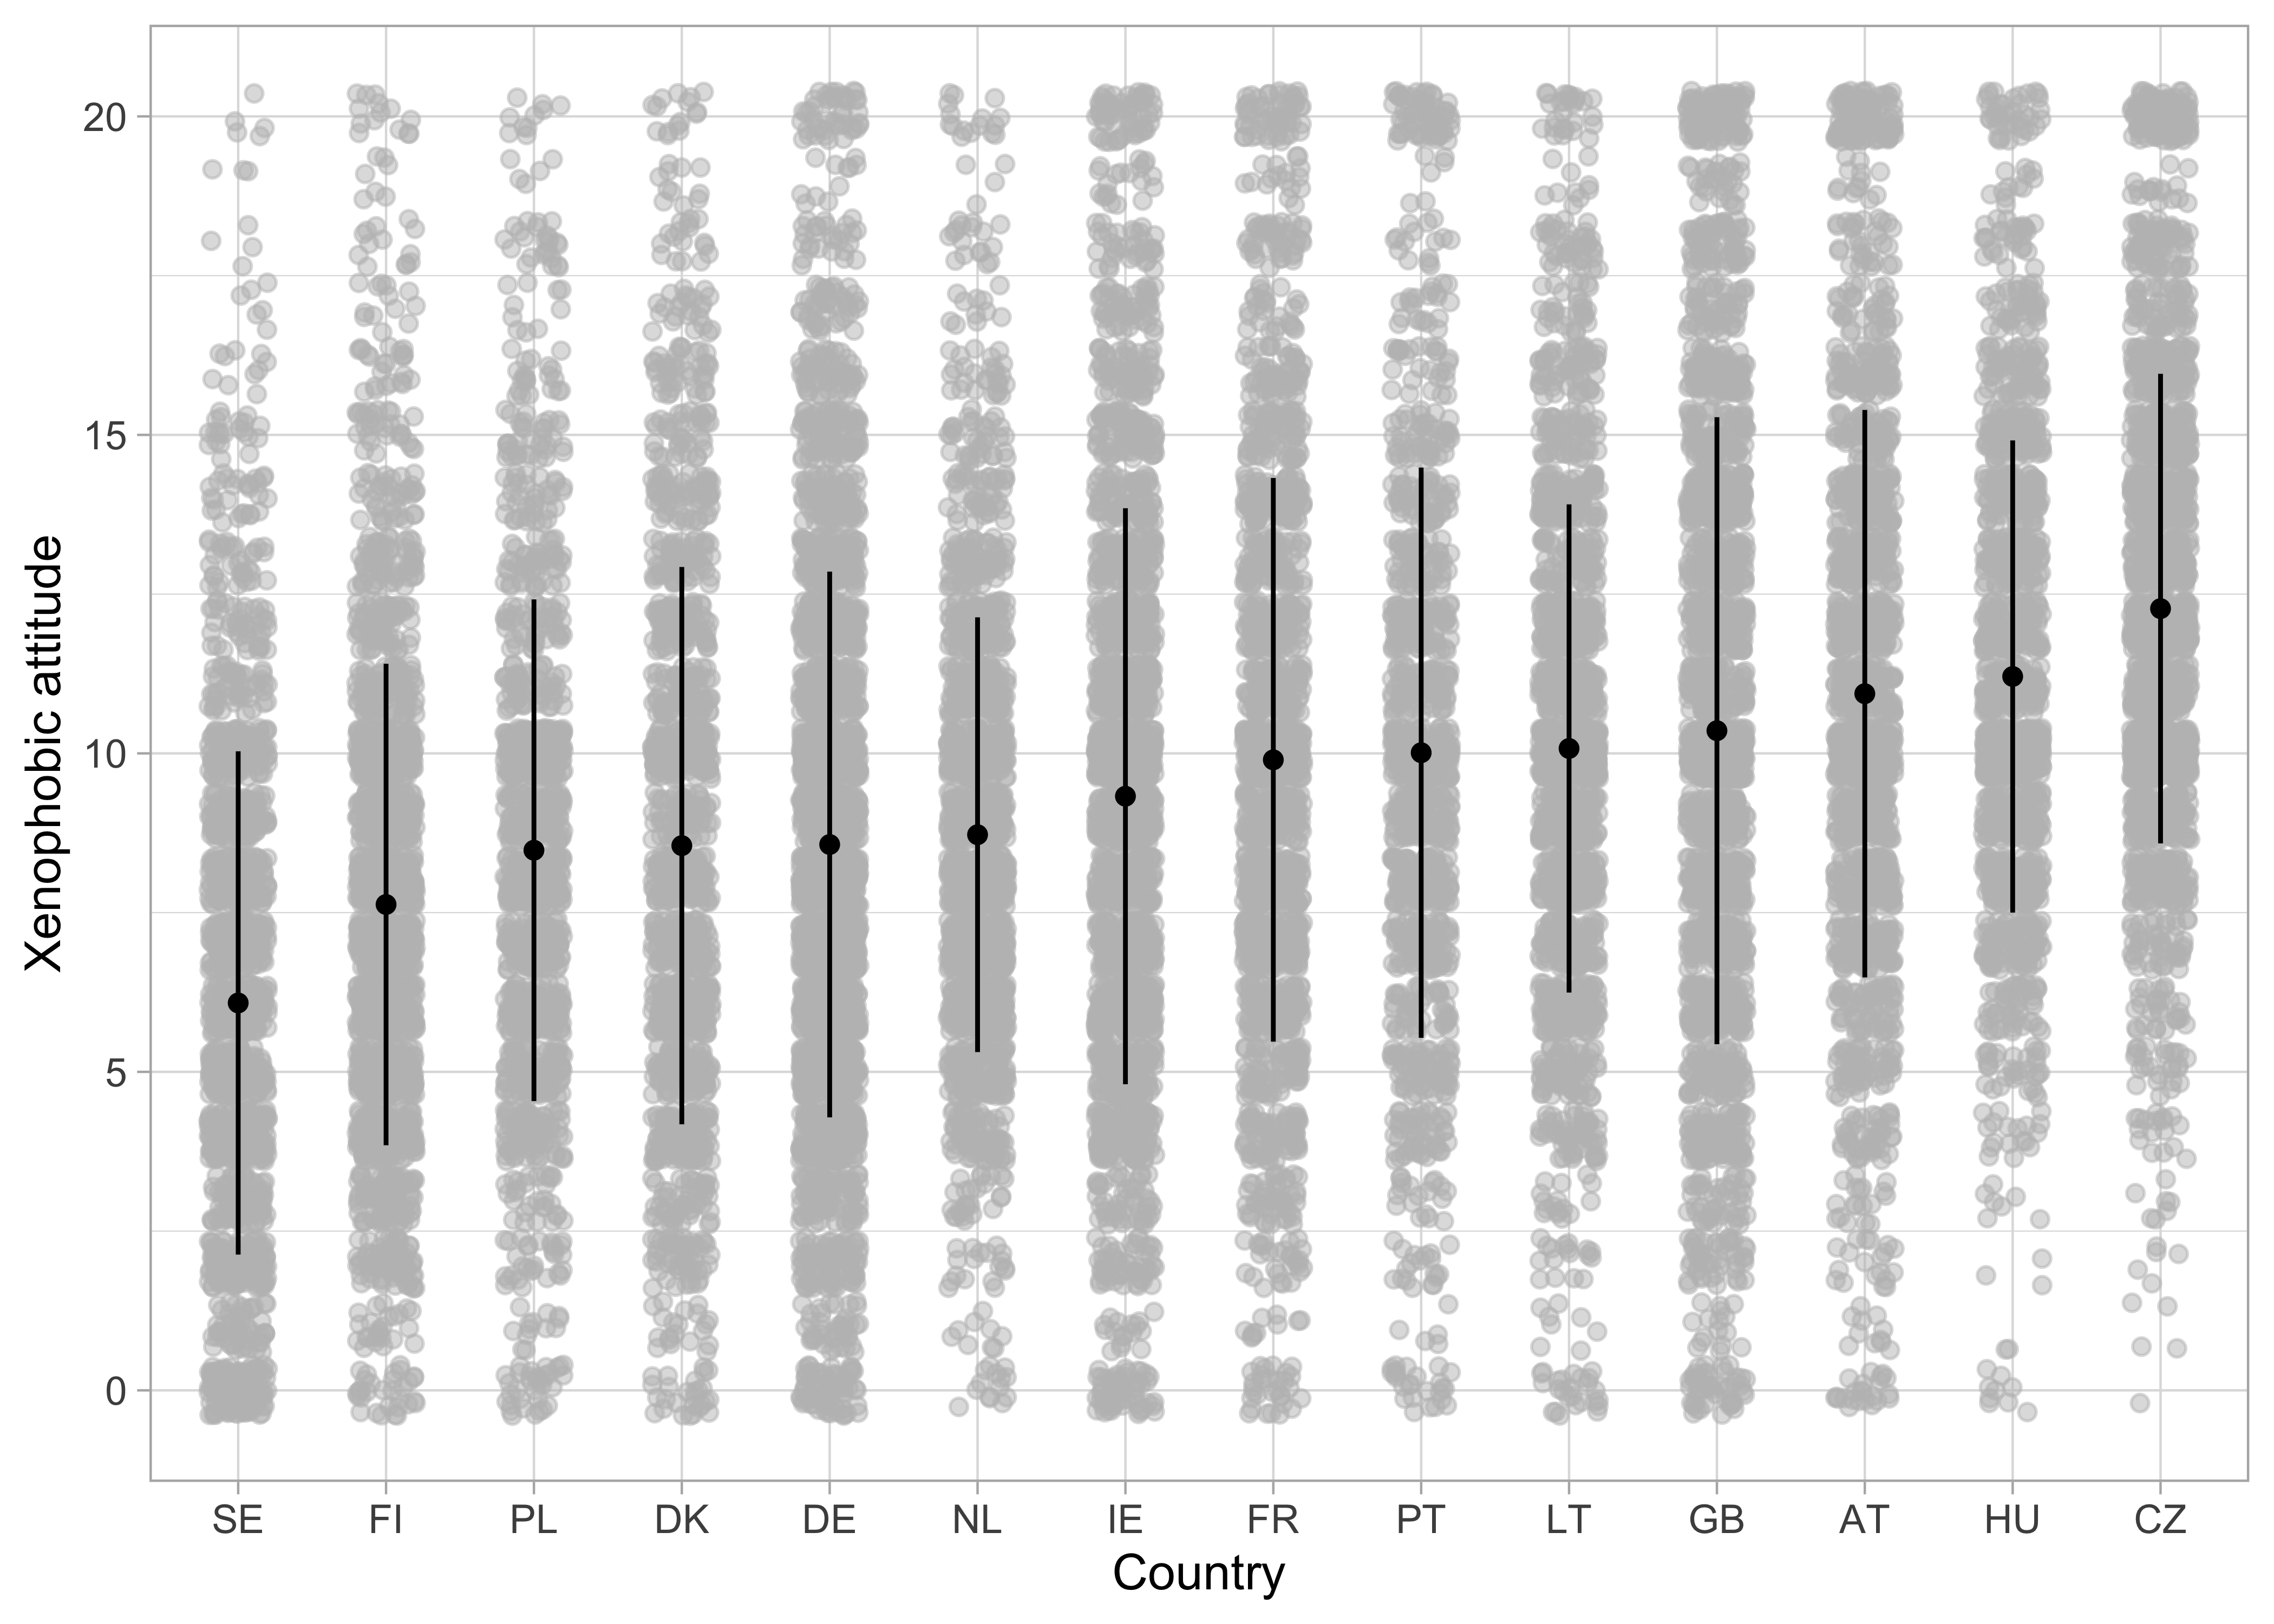 Xenophobic attitude
20
15
10
5
0
SE FI PL DK DE NL IE FR PT LT GB AT HU CZ
Country